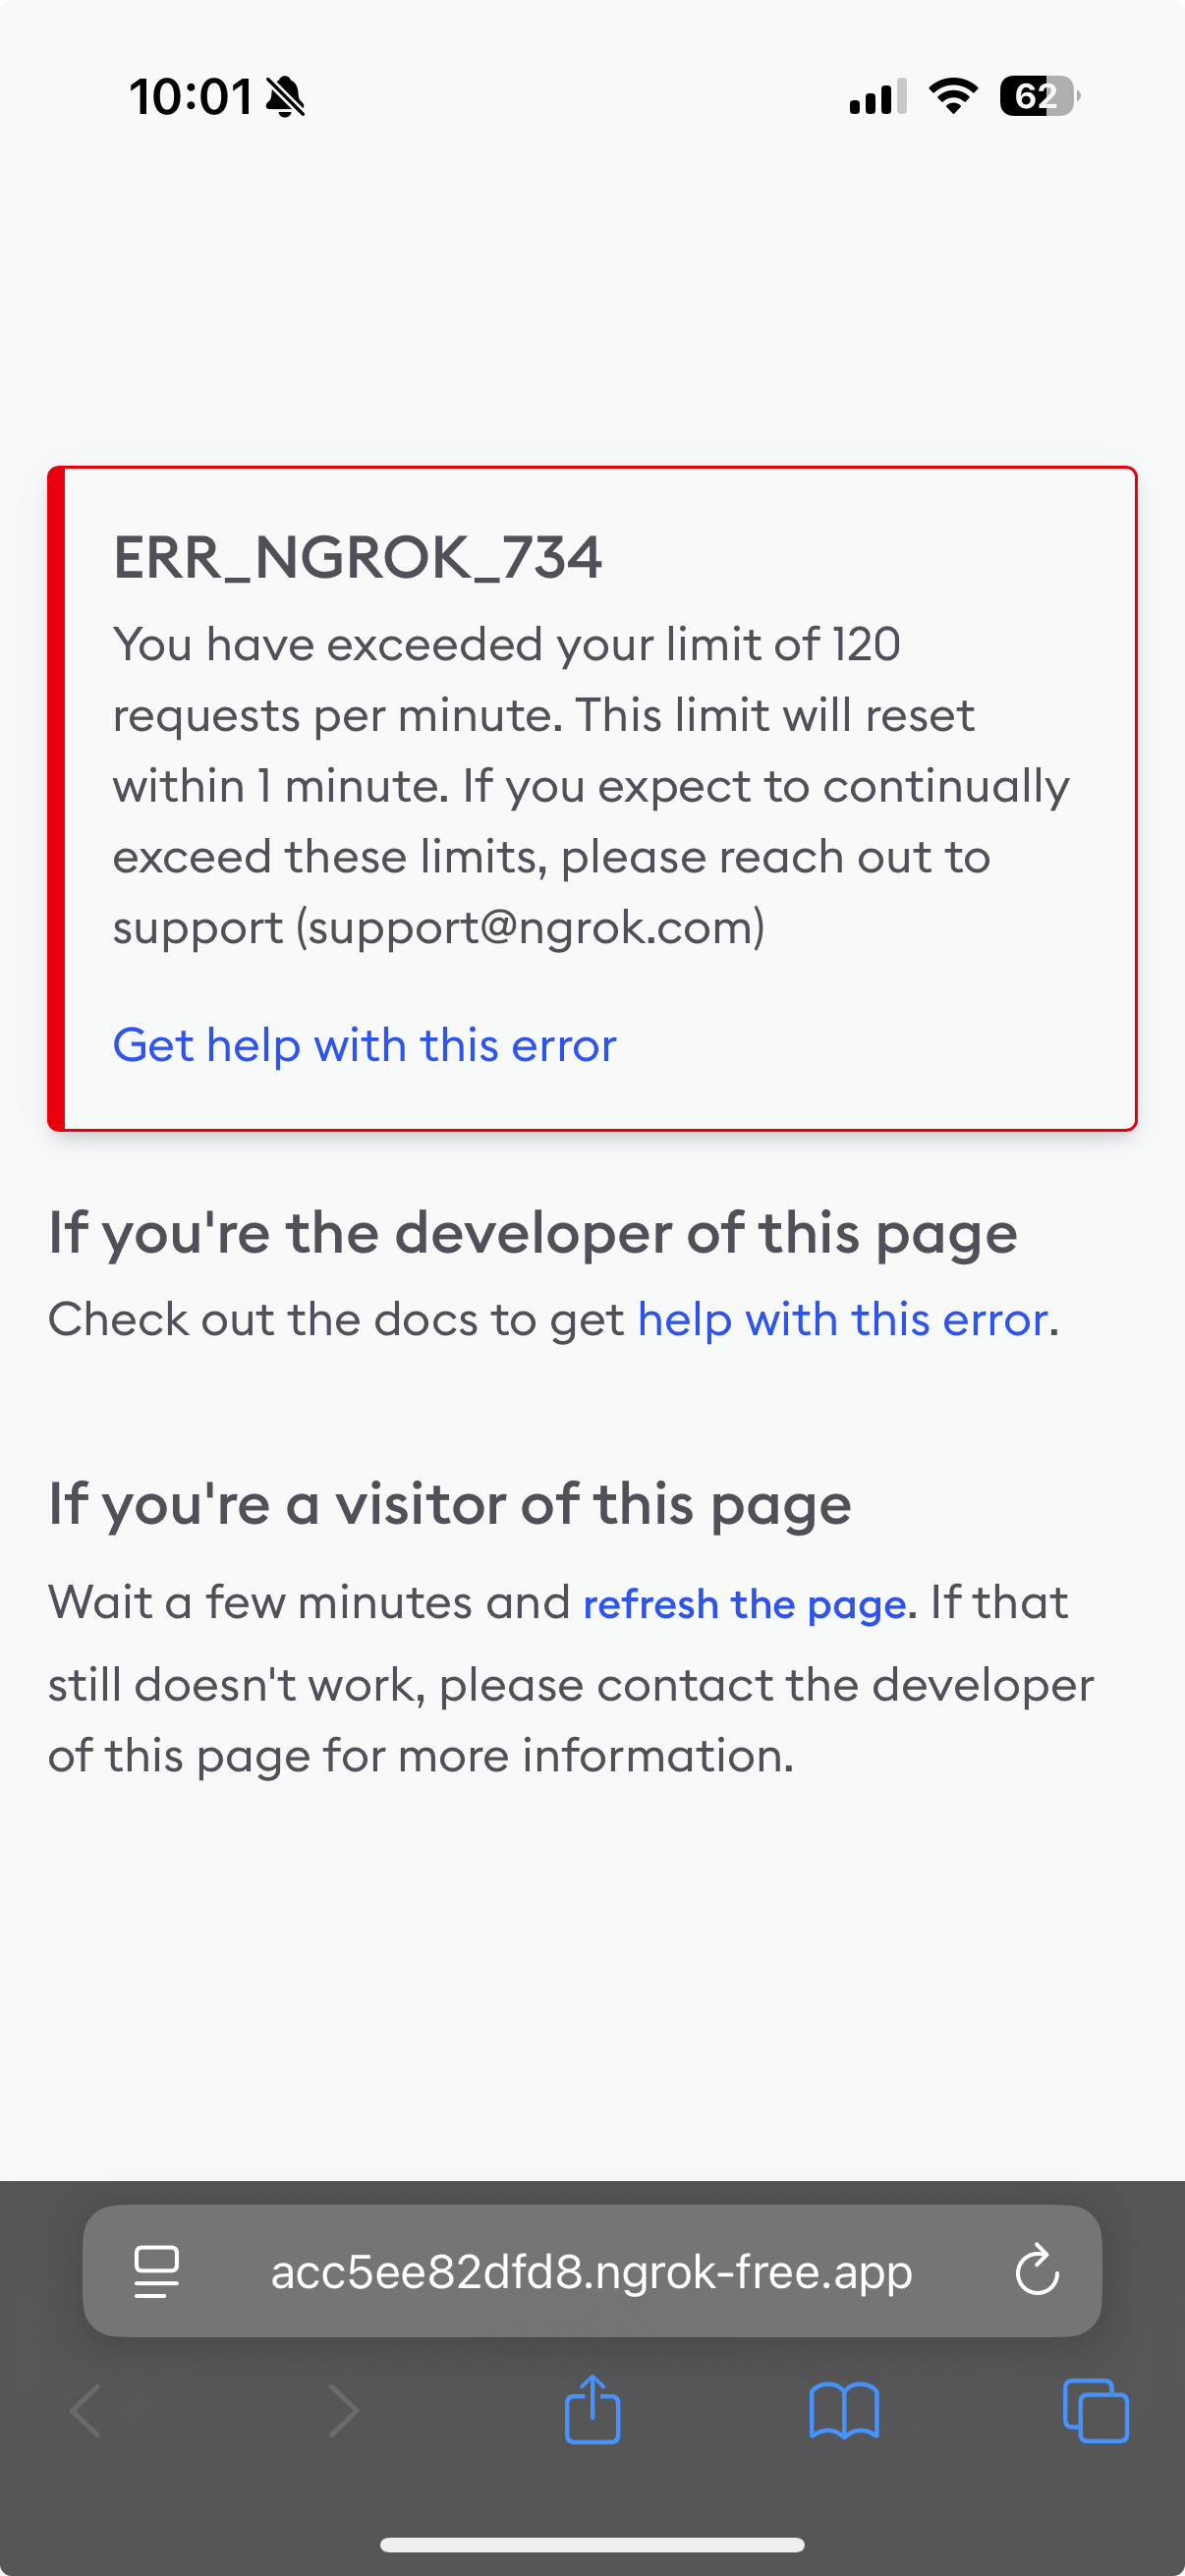 10:01
62
ERR_NGROK_734
You have exceeded your limit of 120
requests per minute. This limit will reset
within 1 minute. If you expect to continually
exceed these limits, please reach out to
support (support@ngrok.com)
Get help with this error
If you're the developer of this page
Check out the docs to get help with this error.
If you're a visitor of this page
Wait a few minutes and refresh the page. If that
still doesn't work, please contact the developer
of this page for more information.
acc5ee82dfd8.ngrok-free.app